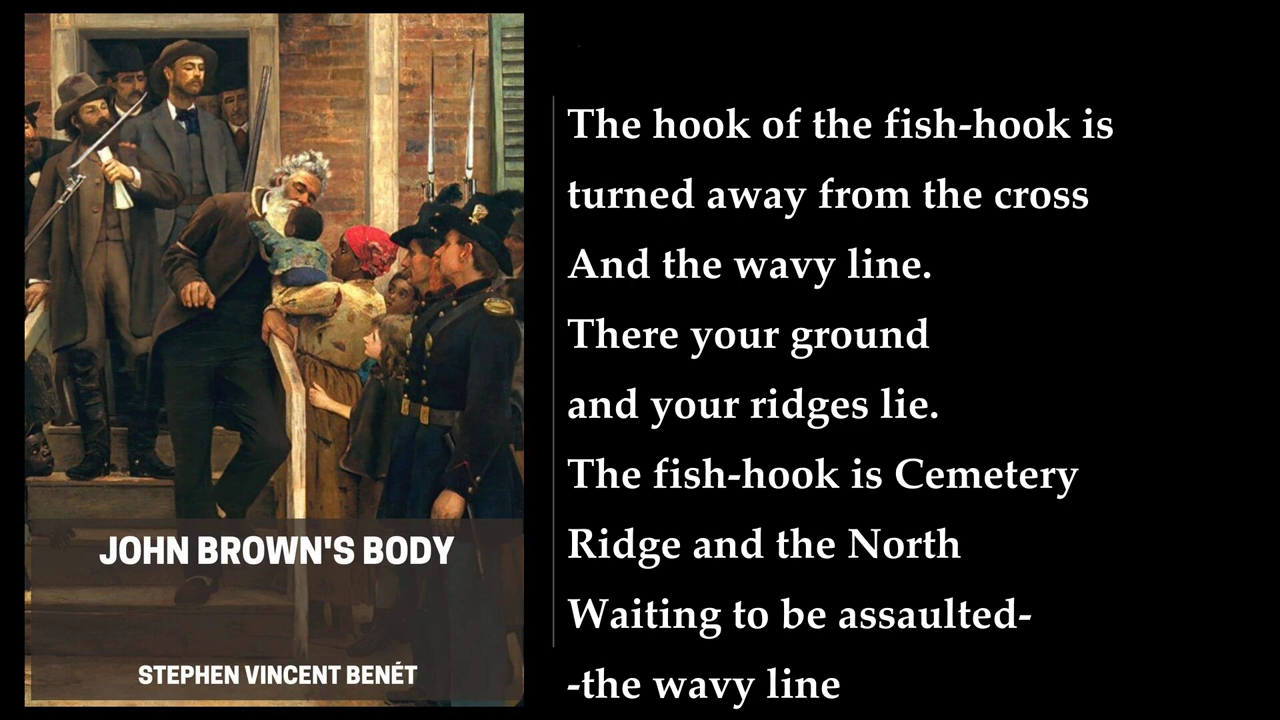 JOHN BROWN'S BODY
STEPHEN VINCENT BENÉT
The hook of the fish-hook is
turned away from the cross
And the wavy line.
There your ground
and your ridges lie.
The fish-hook is Cemetery
Ridge and the North
Waiting to be assaulted-
-the wavy line